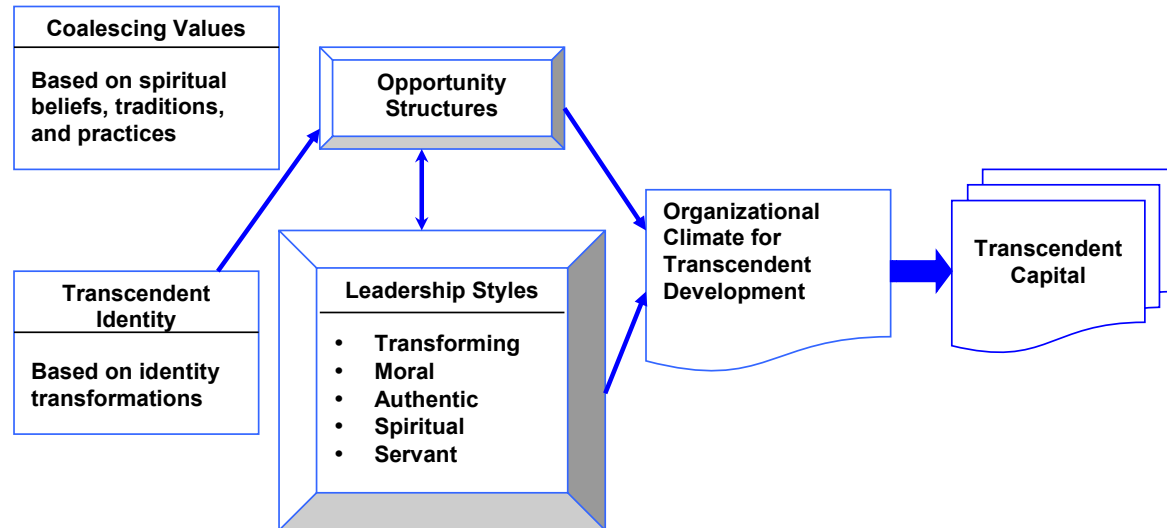 Coalescing Values
Based on spiritual
beliefs, traditions,
and practices
Opportunity
Structures
Transcendent
Identity
Based on identity
transformations
Leadership Styles
• Transforming
• Moral
• Authentic
• Spiritual
• Servant
Organizational
Climate for
Transcendent
Development
Transcendent
Capital